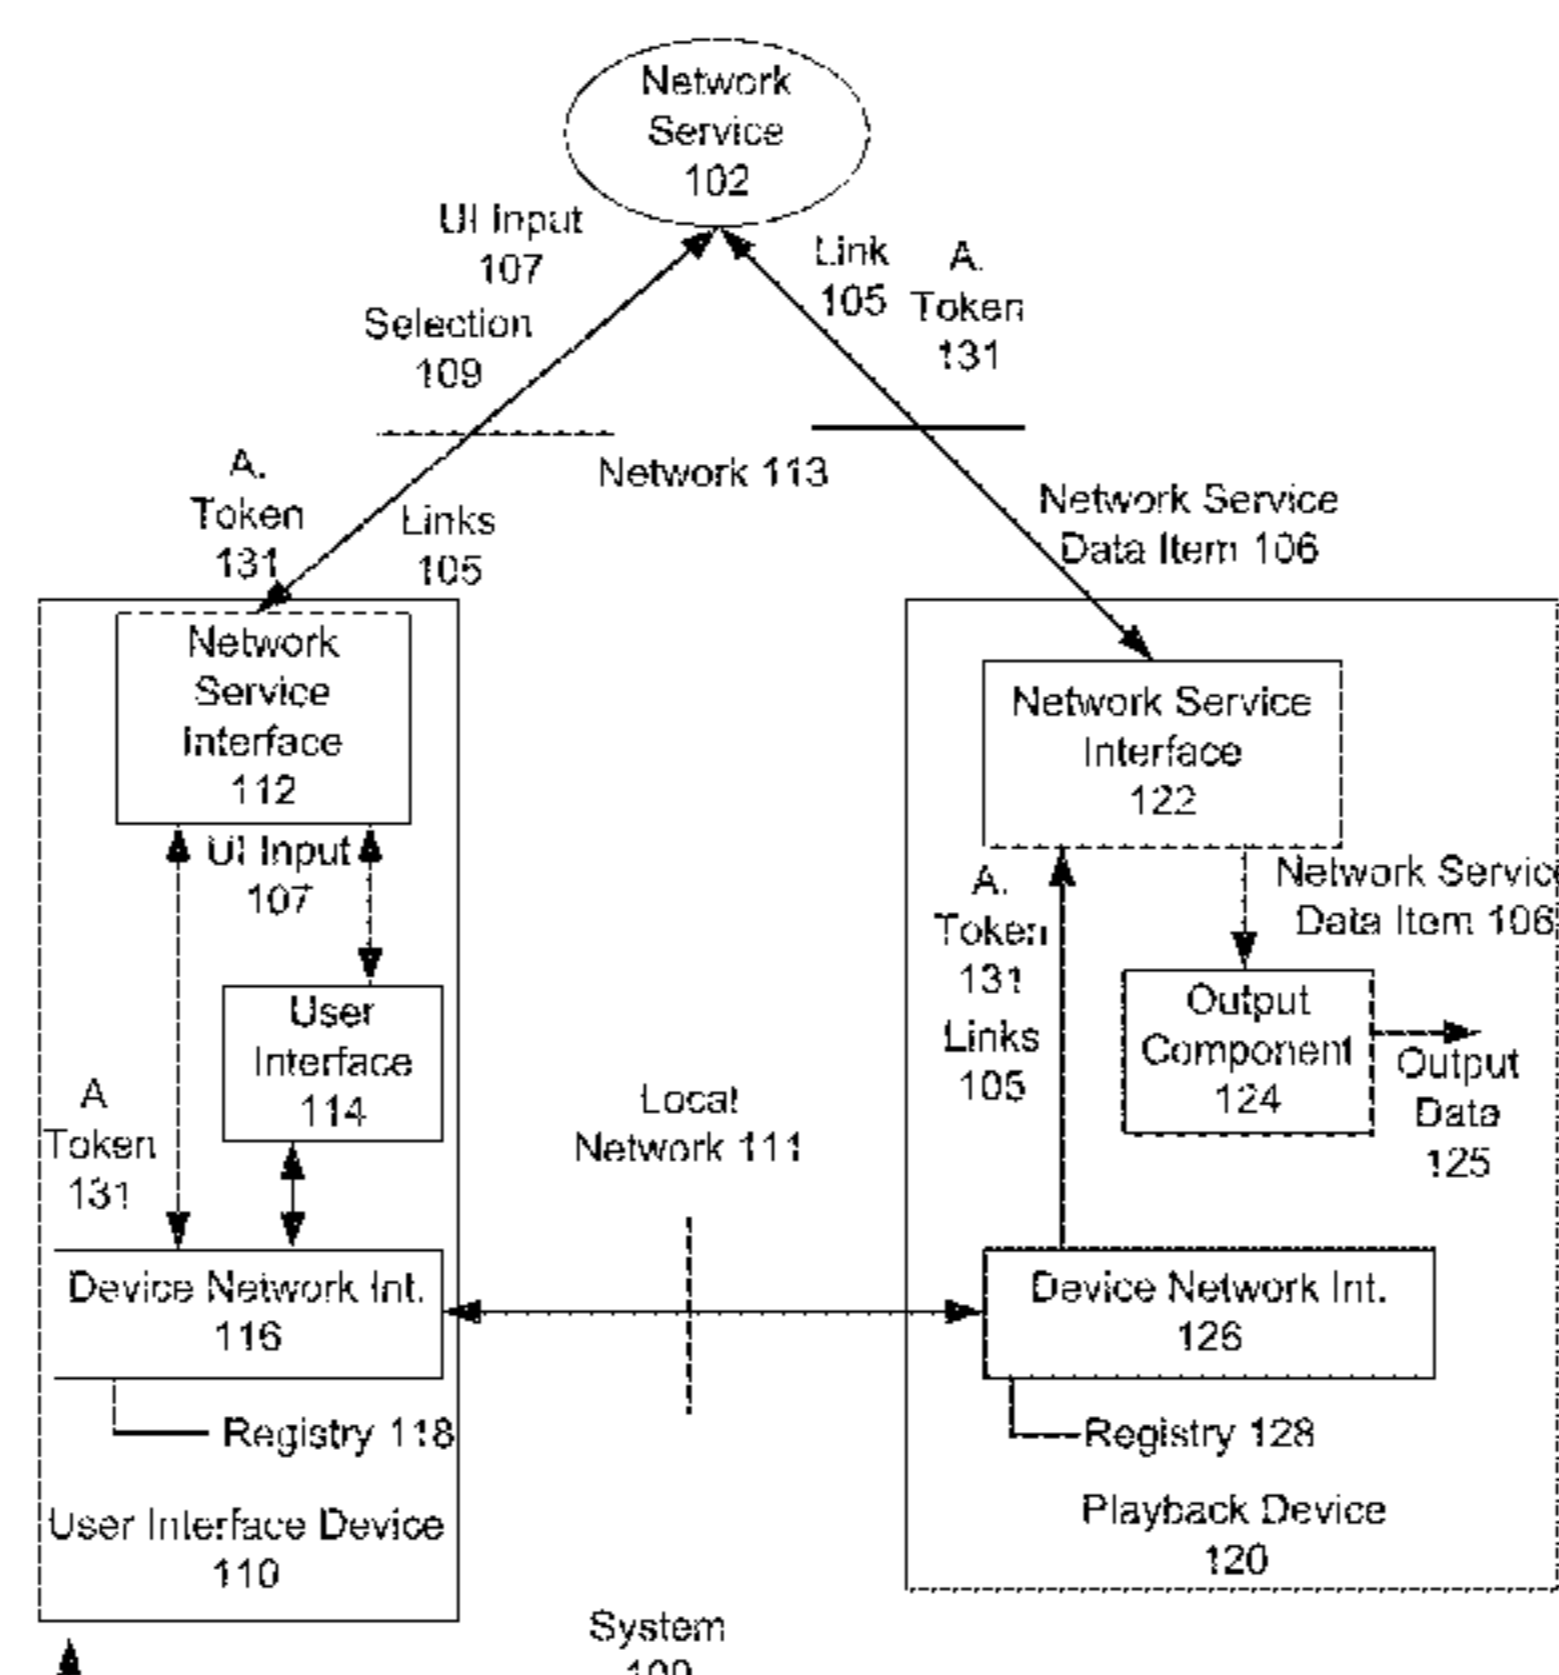 Network
Service
102
UI Input
107
Link
105
A.
Token
131
Selection
109
Network 113
A.
Token
131
Links
105
Network Service
Data Item 106
Network
Service
Interface
112
Network Service
Interface
122
UI Input
107
A.
Token
131
Links
105
Network Servic
Data Item 106
User
Interface
114
Output
Component
124
Output
Data
125
A
Token
131
Local
Network 111
Device Network Int.
116
Device Network Int.
126
Registry 118
Registry 128
User Interface Device
110
Playback Device
120
System